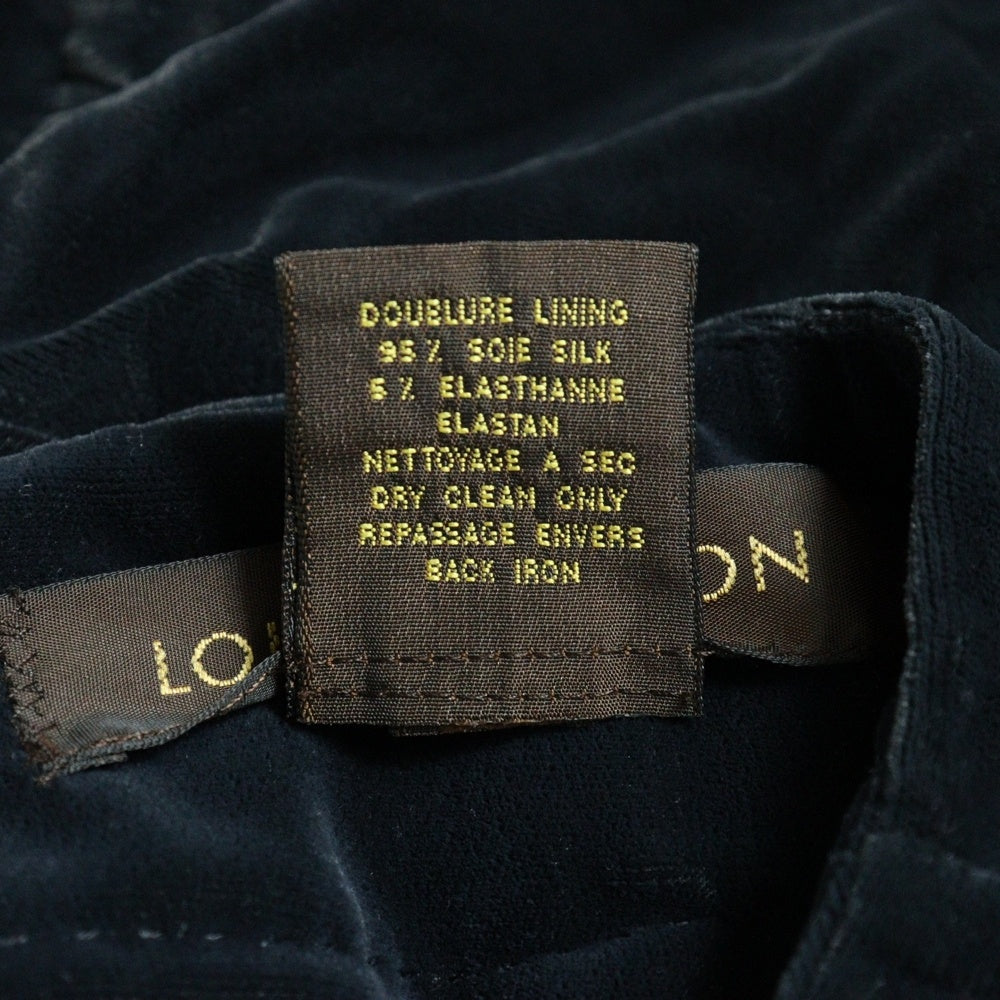 DOUBLURE LINING
95 % SOIE SILK
5 % ELASTHANNE
ELASTAN
NETTOYAGE A SEC
DRY CLEAN ONLY
REPASSAGE ENVERS
BACK IRON
LO
ON